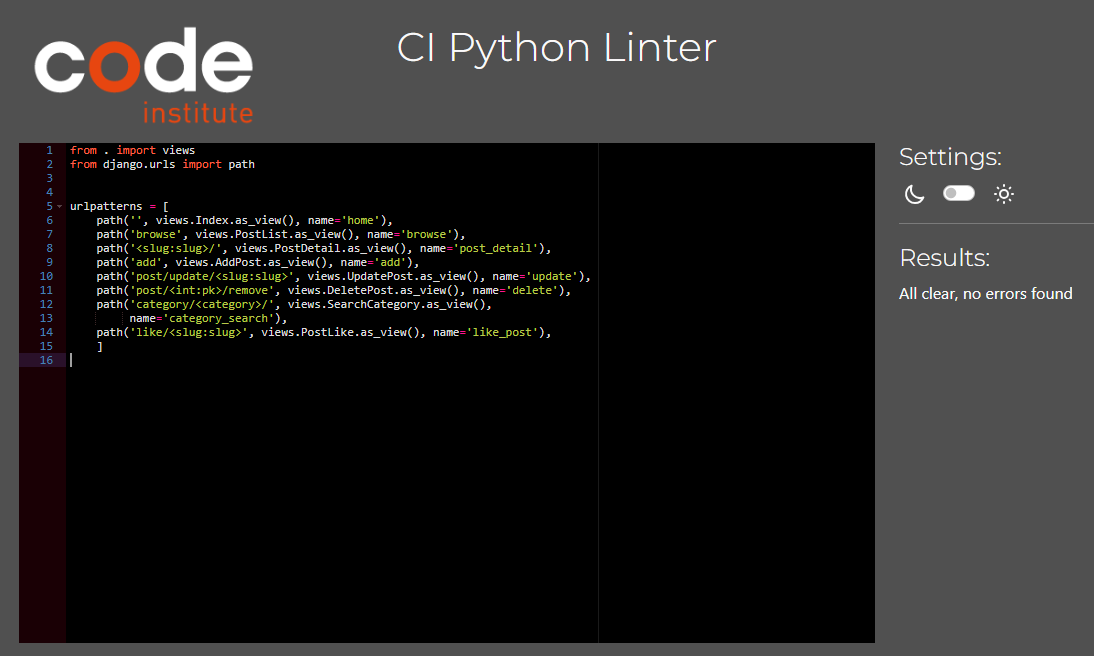 code
institute
CI Python Linter
1 from . import views
2 from django.urls import path
3
4
5 urlpatterns = [
6     path('', views.Index.as_view(), name='home'),
7     path('browse', views.PostList.as_view(), name='browse'),
8     path('<slug:slug>/', views.PostDetail.as_view(), name='post_detail'),
9     path('add', views.AddPost.as_view(), name='add'),
10     path('post/update/<slug:slug>', views.UpdatePost.as_view(), name='update'),
11     path('post/<int:pk>/remove', views.DeletePost.as_view(), name='delete'),
12     path('category/<category>/', views.SearchCategory.as_view(),
13          name='category_search'),
14     path('like/<slug:slug>', views.PostLike.as_view(), name='like_post'),
15     ]
16
Settings:
Results:
All clear, no errors found